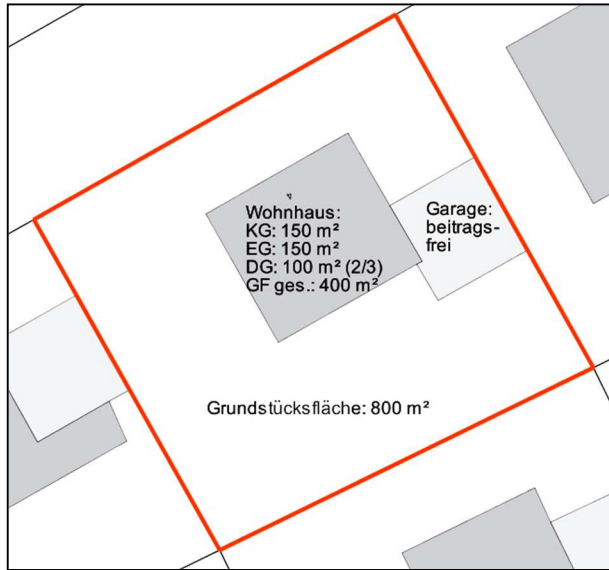 Wohnhaus:
KG: 150 m²
EG: 150 m²
DG: 100 m² (2/3)
GF ges.: 400 m²
Garage:
beitrags-
frei
Grundstücksfläche: 800 m²